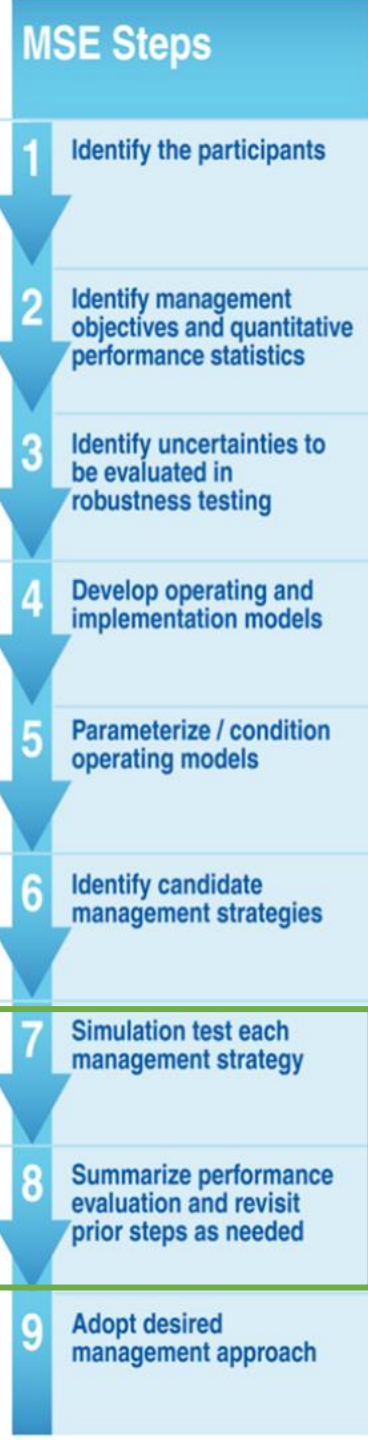 MSE Steps
1
Identify the participants
2
Identify management
objectives and quantitative
performance statistics
3
Identify uncertainties to
be evaluated in
robustness testing
4
Develop operating and
implementation models
5
Parameterize / condition
operating models
6
Identify candidate
management strategies
7
Simulation test each
management strategy
8
Summarize performance
evaluation and revisit
prior steps as needed
9
Adopt desired
management approach